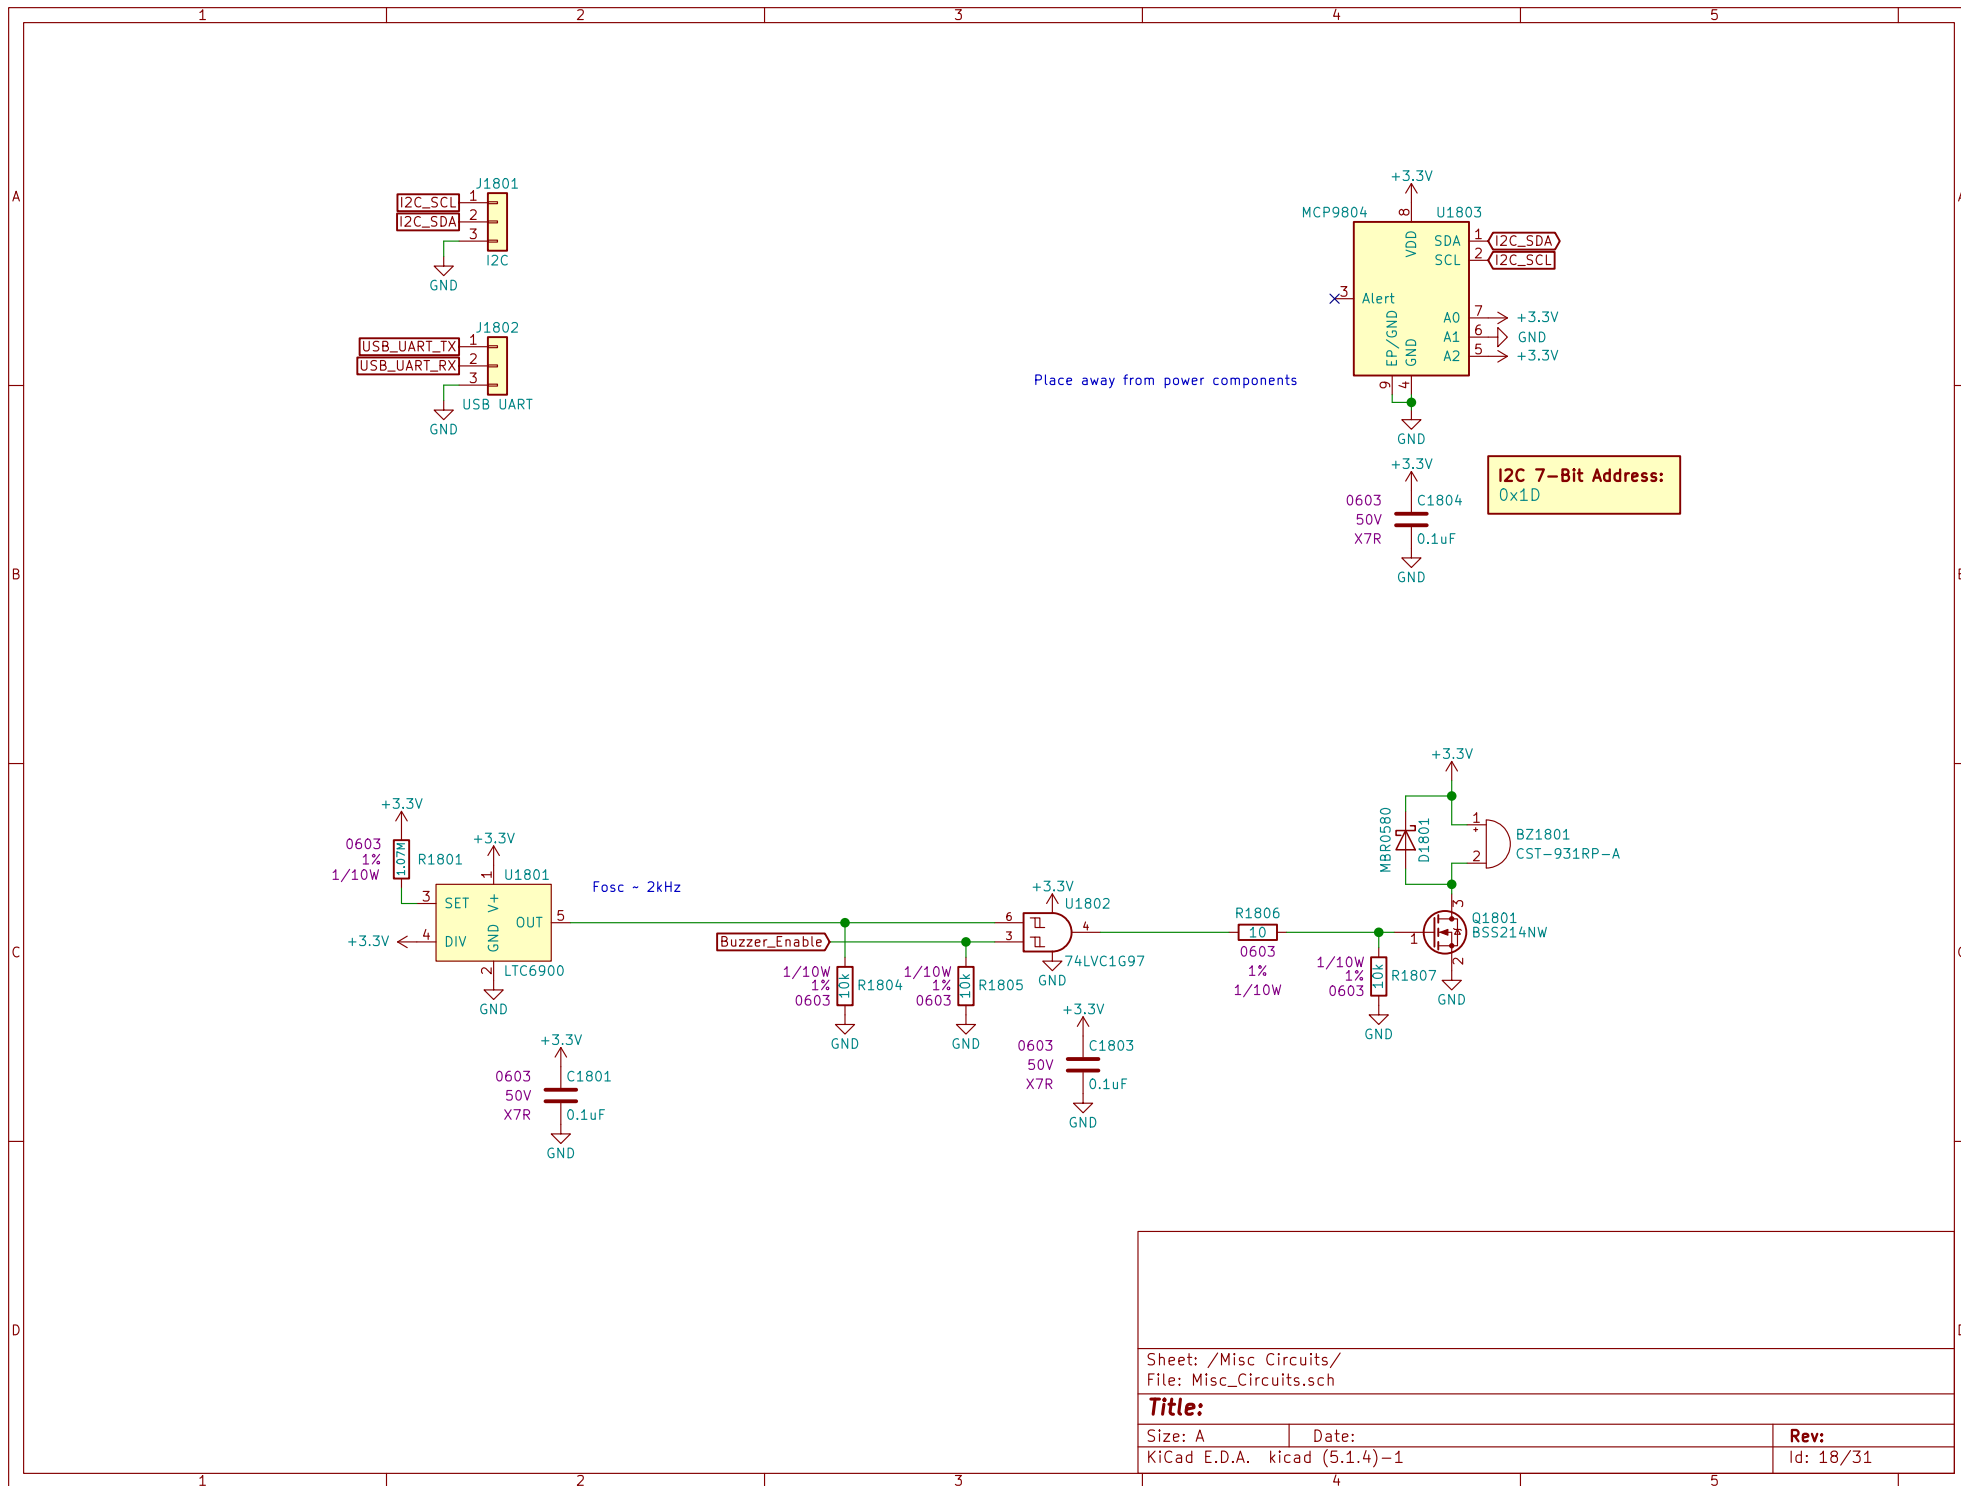 1 2 3 4 5
A
B
C
D
J1801
I2C_SCL 1
I2C_SDA 2
3
I2C
GND
J1802
USB_UART_TX 1
USB_UART_RX 2
3
USB UART
GND
+3.3V
MCP9804 U1803
8
VDD
SDA 1 I2C_SDA
SCL 2 I2C_SCL
3 Alert
A0 7 +3.3V
A1 6 GND
A2 5 +3.3V
EP/GND
GND
9 4
GND
Place away from power components
+3.3V
0603 C1804
50V
X7R 0.1uF
GND
I2C 7-Bit Address:
0x1D
+3.3V
0603
1%
1/10W
1.07M
R1801
+3.3V
1
U1801
3 SET
V+
OUT 5
+3.3V 4 DIV
GND
2
LTC6900
GND
Fosc ~ 2kHz
+3.3V
0603 C1801
50V
X7R 0.1uF
GND
Buzzer_Enable
1/10W
1%
0603
10k
R1804
GND
1/10W
1%
0603
10k
R1805
GND
+3.3V
U1802
6
3
4
74LVC1G97
GND
+3.3V
0603 C1803
50V
X7R 0.1uF
GND
R1806
10
0603
1%
1/10W
1/10W
1%
0603
10k
R1807
GND
+3.3V
MBR0580
D1801
1
+
2
BZ1801
CST-931RP-A
3
Q1801
BSS214NW
1
2
GND
Sheet: /Misc Circuits/
File: Misc_Circuits.sch
Title:
Size: A Date: Rev:
KiCad E.D.A. kicad (5.1.4)-1 Id: 18/31
1 2 3 4 5